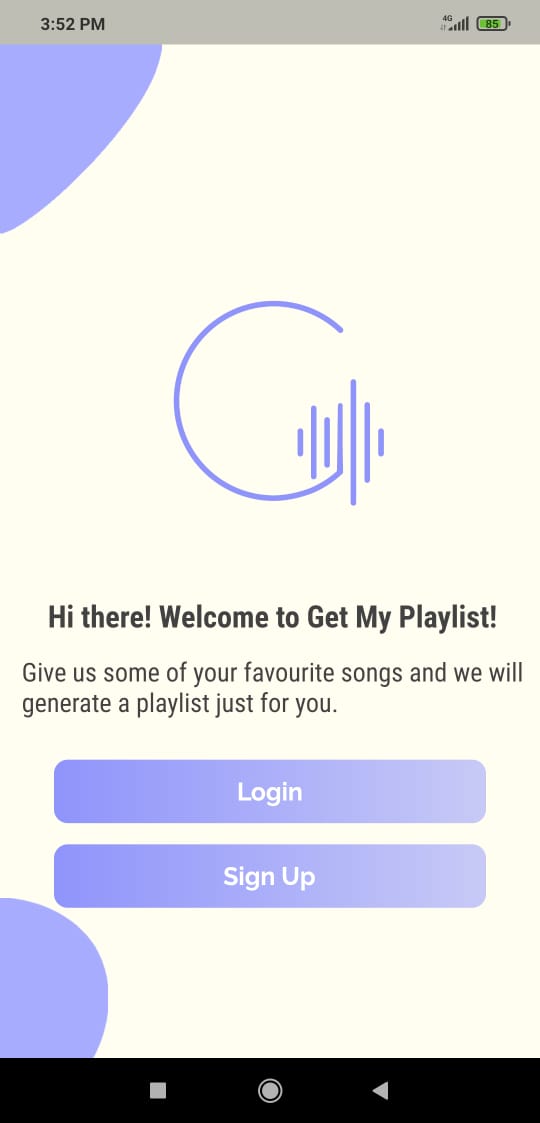 3:52 PM
4G
85
Hi there! Welcome to Get My Playlist!
Give us some of your favourite songs and we will
generate a playlist just for you.
Login
Sign Up